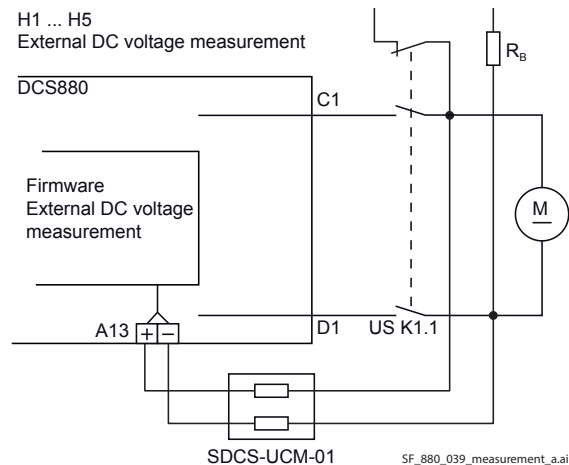 H1 ... H5
External DC voltage measurement
DCS880
C1
R_B
Firmware
External DC voltage
measurement
M
A13
+ −
D1
US K1.1
SDCS-UCM-01
SF_880_039_measurement_a.ai